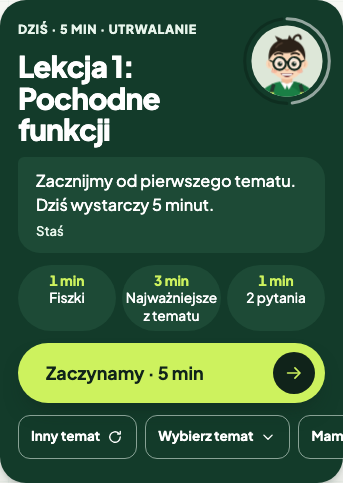 DZIŚ · 5 MIN · UTRWALANIE
Lekcja 1:
Pochodne
funkcji
Zacznijmy od pierwszego tematu.
Dziś wystarczy 5 minut.
Staś
1 min
Fiszki
3 min
Najważniejsze
z tematu
1 min
2 pytania
Zaczynamy · 5 min
Inny temat
Wybierz temat
Mam